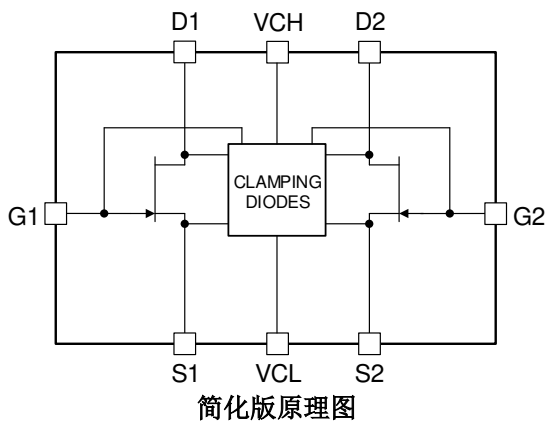 D1 VCH D2
CLAMPING
DIODES
G1 G2
S1 VCL S2
简化版原理图